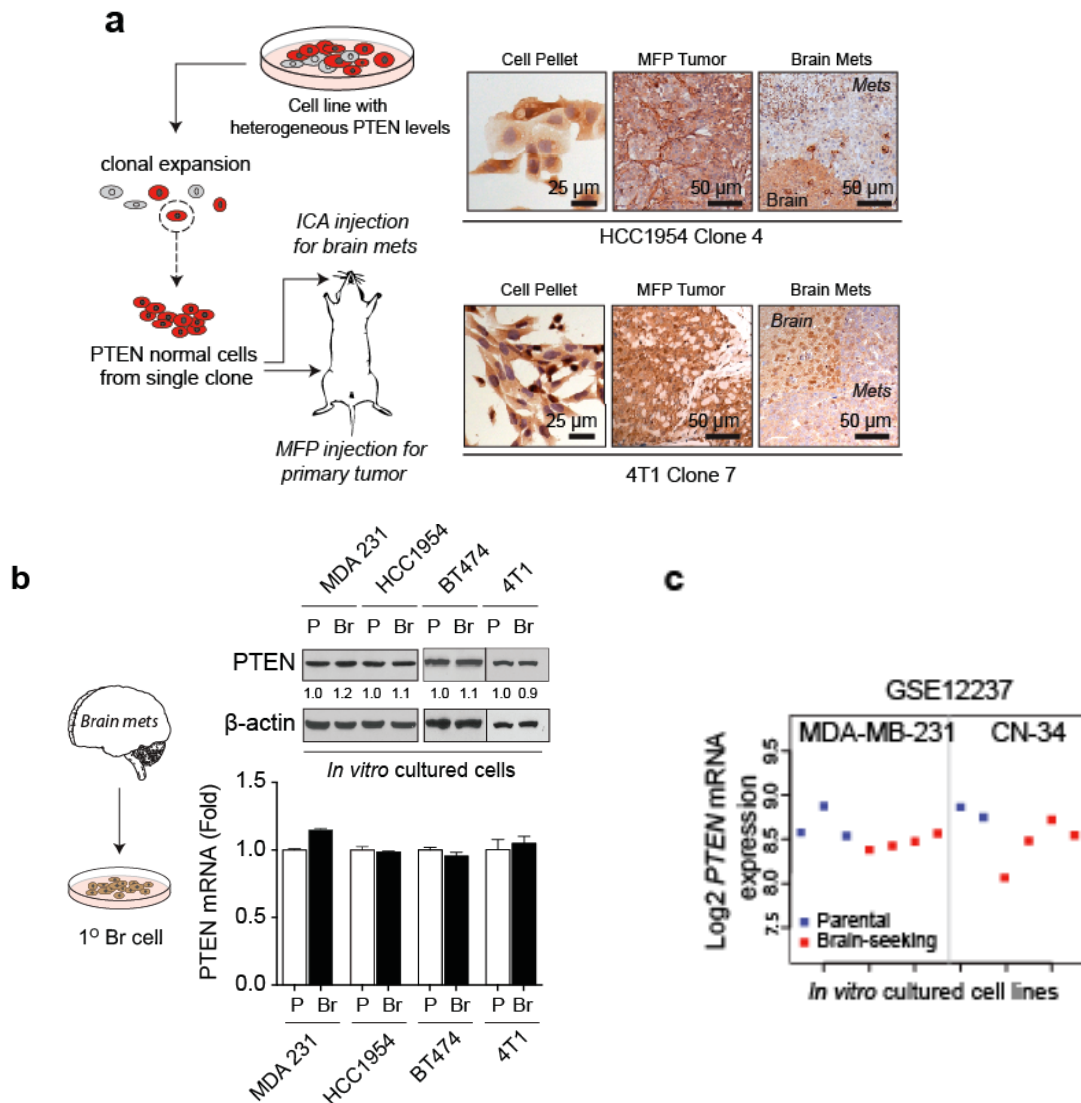 a
Cell line with
heterogeneous PTEN levels
clonal expansion
PTEN normal cells
from single clone
ICA injection
for brain mets
MFP injection for
primary tumor
Cell Pellet
MFP Tumor
Brain Mets
25 μm
50 μm
Mets
Brain
50 μm
HCC1954 Clone 4
Cell Pellet
MFP Tumor
Brain Mets
25 μm
50 μm
Brain
Mets
50 μm
4T1 Clone 7
b
Brain mets
1º Br cell
MDA 231 HCC1954 BT474 4T1
P Br P Br P Br P Br
PTEN
1.0 1.2 1.0 1.1 1.0 1.1 1.0 0.9
β-actin
In vitro cultured cells
PTEN mRNA (Fold)
1.5
1.0
0.5
0.0
P Br P Br P Br P Br
MDA 231 HCC1954 BT474 4T1
c
GSE12237
MDA-MB-231 CN-34
Log2 PTEN mRNA
expression
9.5
9.0
8.5
8.0
7.5
Parental
Brain-seeking
In vitro cultured cell lines